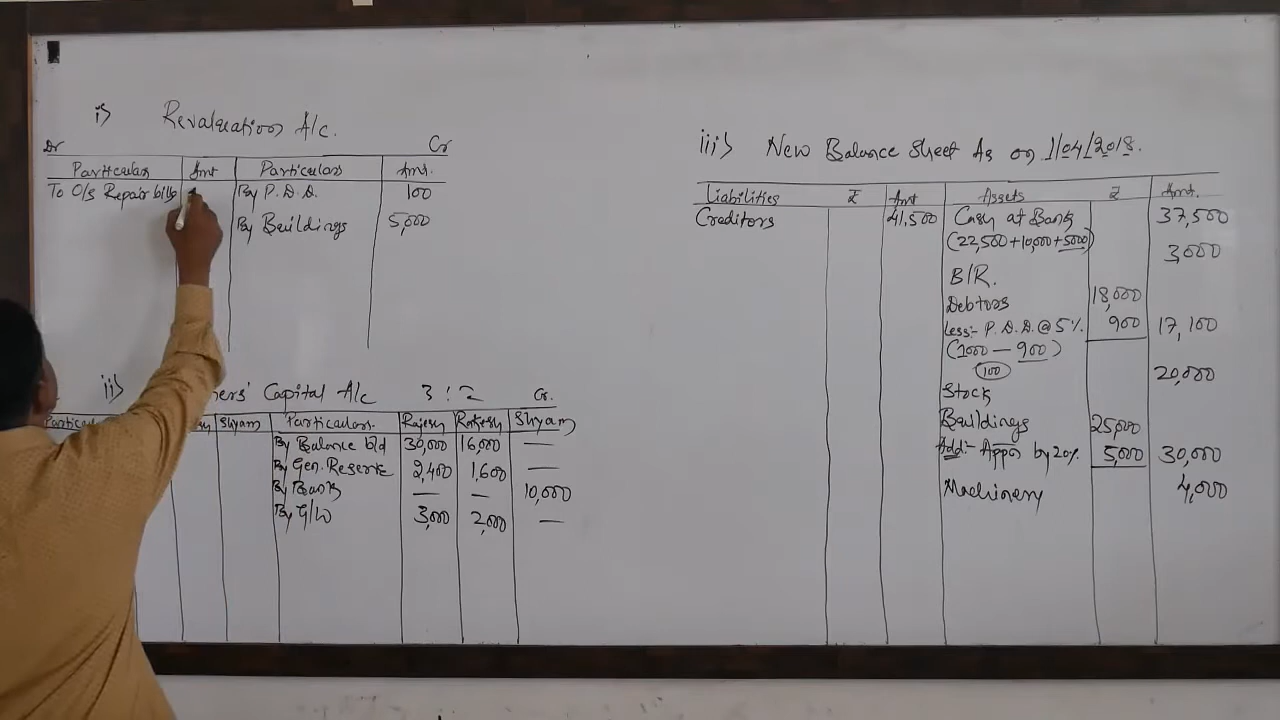 i> Revaluation A/c.
Dr Cr
Particulars Amt Particulars Amt.
To O/s Repair bills By P.D.D. 100
By Buildings 5,000
ii> Capital A/c 3:2 Cr.
Shyam Particulars. Rajesh Rakesh Shyam
By Balance b/d 30,000 16,000 —
By Gen. Reserve 2,400 1,600 —
By Bank — — 10,000
By G/W 3,000 2,000 —
iii> New Balance Sheet As on 1/04/2018.
Liabilities ₹ Amt Assets ₹ Amt.
Creditors 41,500 Cash at Bank 37,500
(22,500+10,000+5000)
3,000
B/R.
Debtors 18,000
Less:- P.D.D.@5% 900 17,100
(1000 — 900)
100
20,000
Stock
Buildings 25,000
Add:- Appr by 20% 5,000 30,000
Machinery 4,000